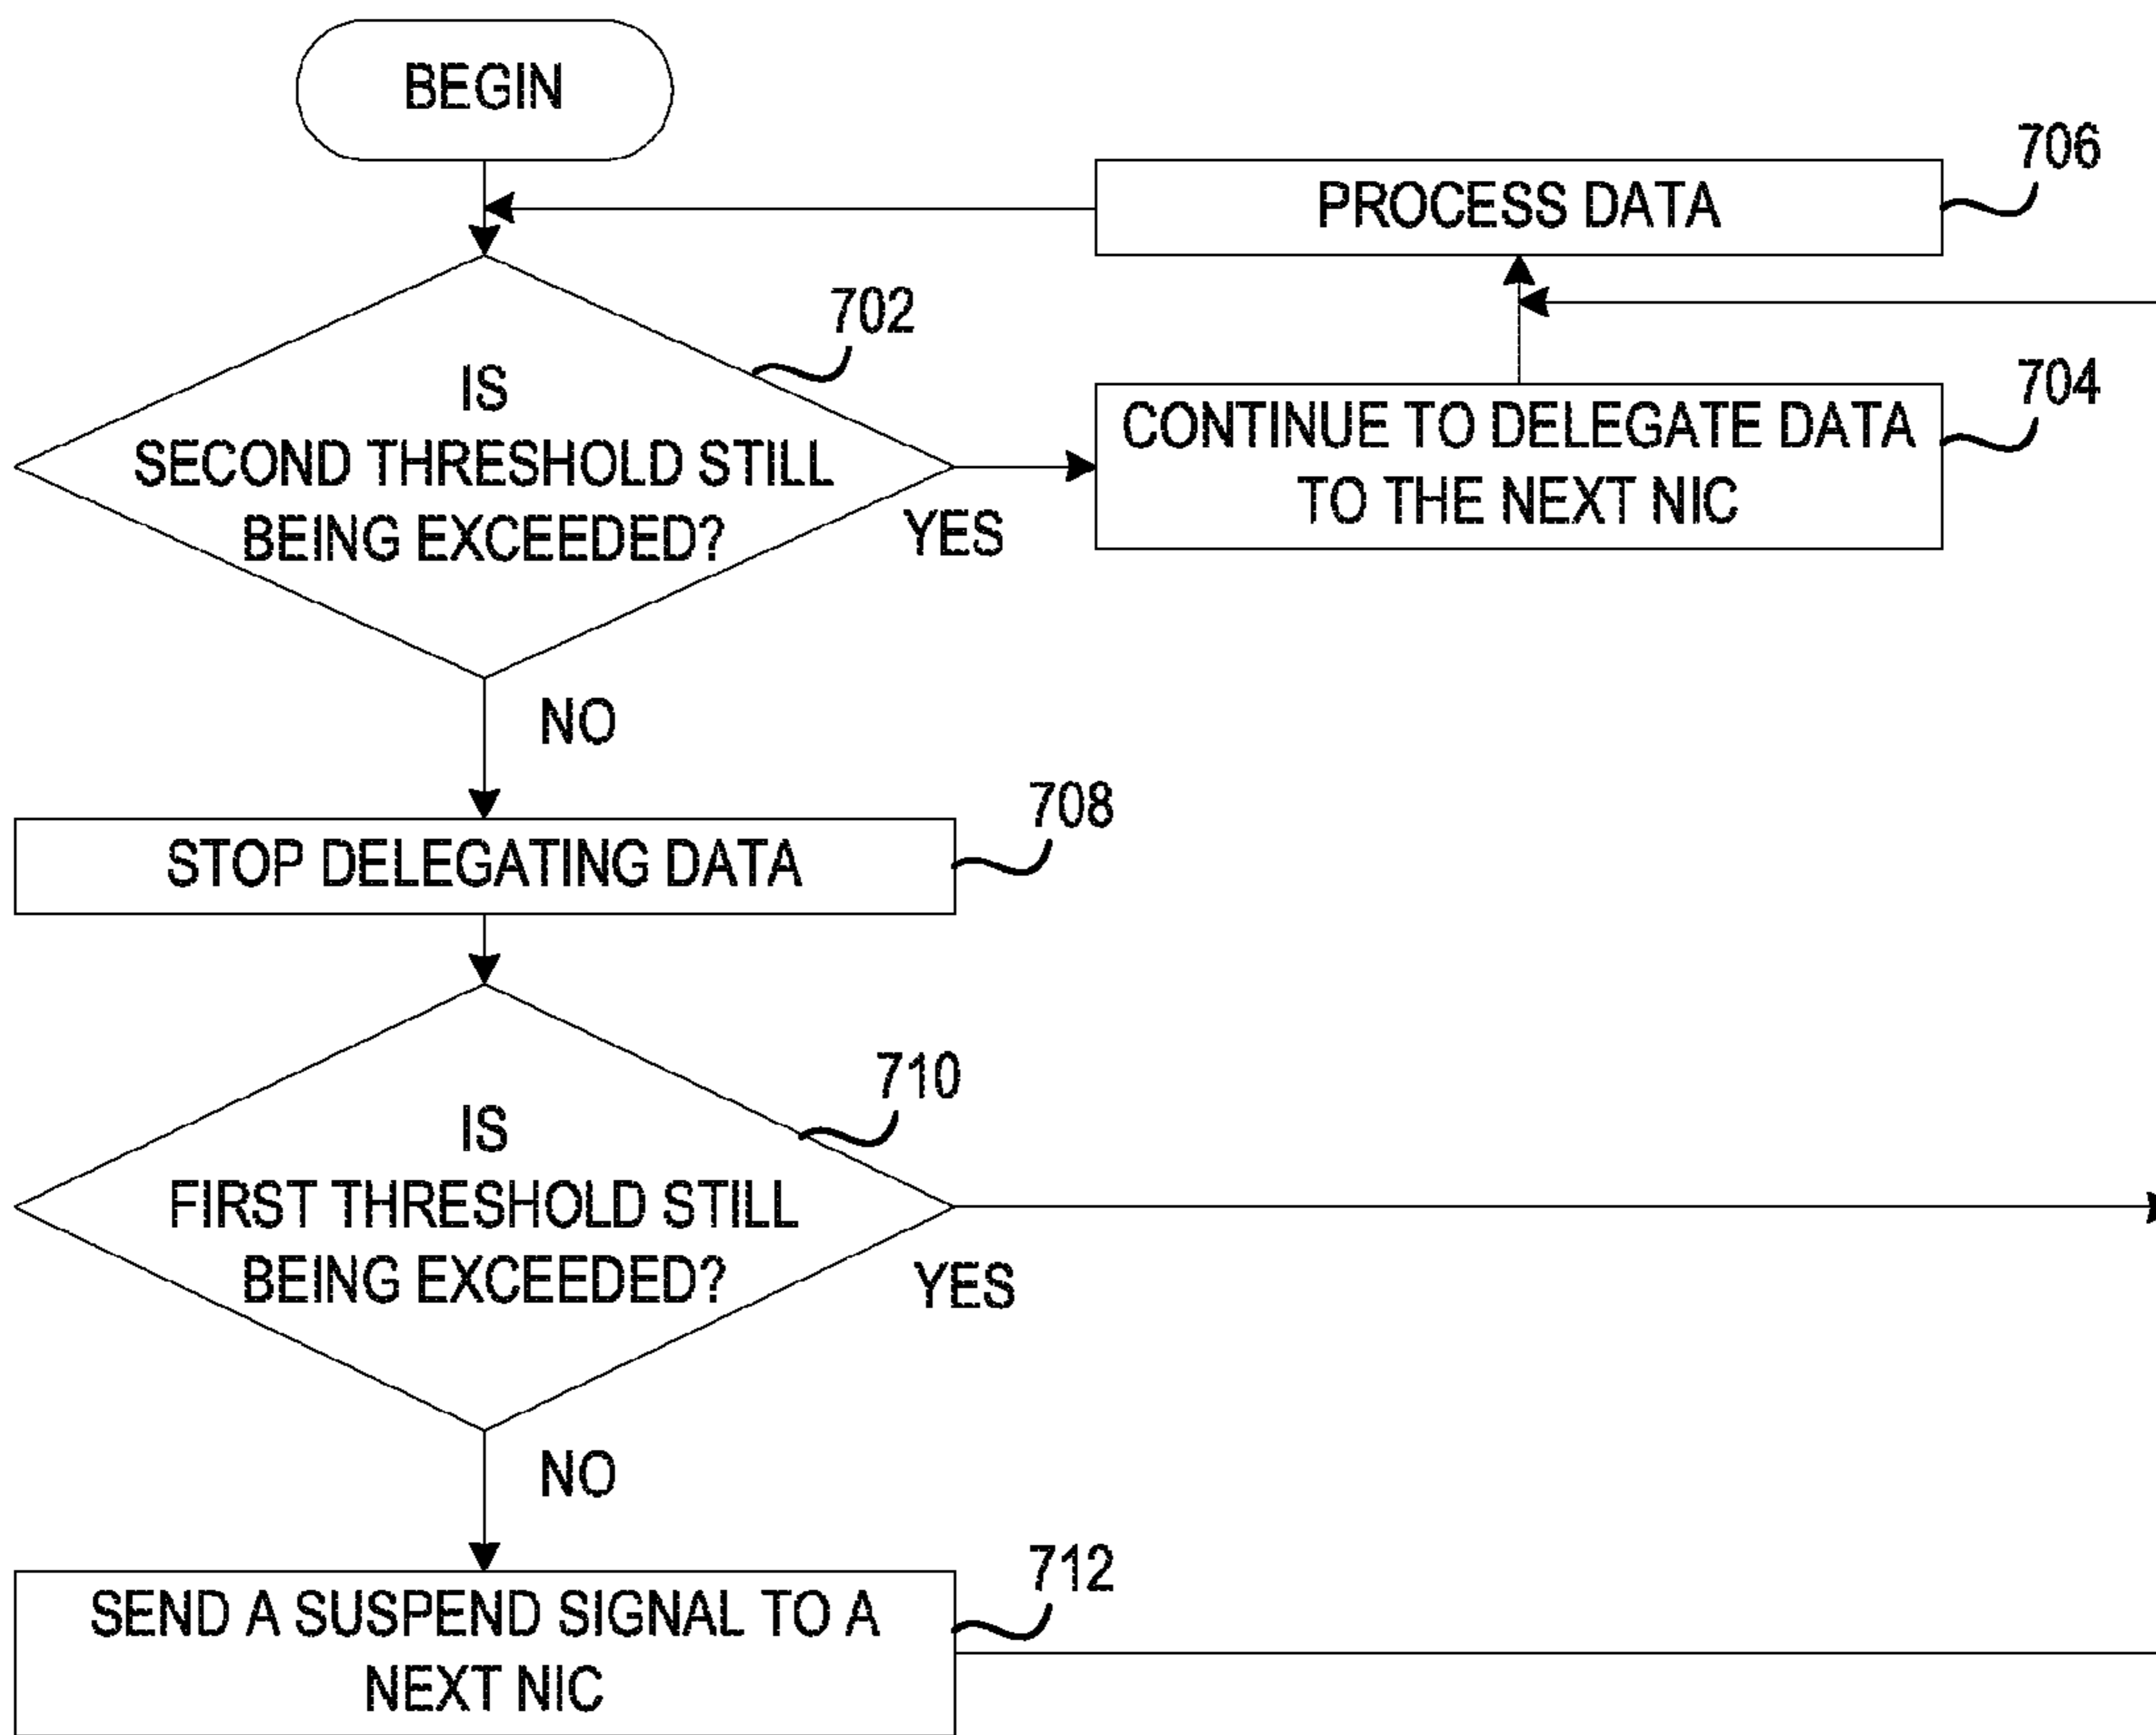 BEGIN
PROCESS DATA
706
702
IS
SECOND THRESHOLD STILL
BEING EXCEEDED?
YES
CONTINUE TO DELEGATE DATA
TO THE NEXT NIC
704
NO
STOP DELEGATING DATA
708
710
IS
FIRST THRESHOLD STILL
BEING EXCEEDED?
YES
NO
SEND A SUSPEND SIGNAL TO A
NEXT NIC
712